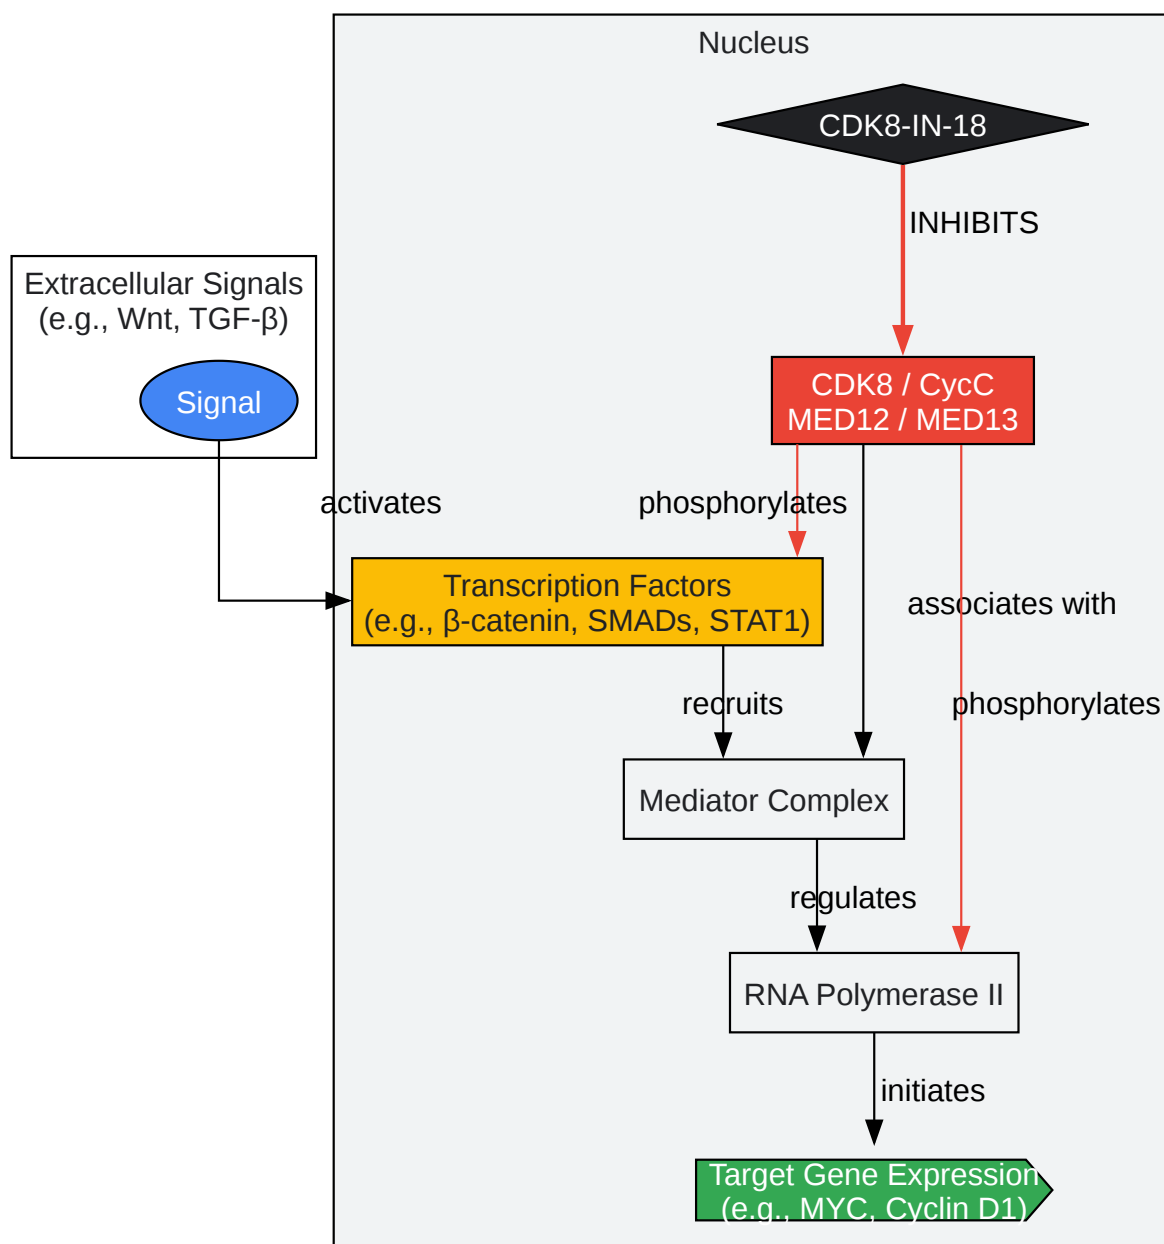 Nucleus
CDK8-IN-18
INHIBITS
Extracellular Signals
(e.g., Wnt, TGF-β)
Signal
CDK8 / CycC
MED12 / MED13
activates
phosphorylates
Transcription Factors
(e.g., β-catenin, SMADs, STAT1)
associates with
recruits
phosphorylates
Mediator Complex
regulates
RNA Polymerase II
initiates
Target Gene Expression
(e.g., MYC, Cyclin D1)